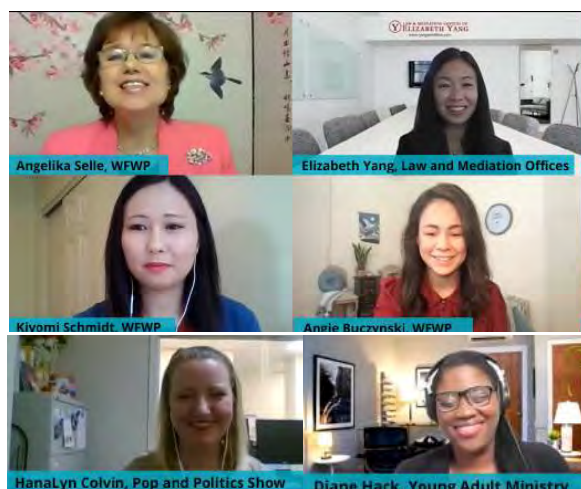 LAW & MEDIATION OFFICES OF
ELIZABETH YANG
Angelika Selle, WFWP
Elizabeth Yang, Law and Mediation Offices
Kiyomi Schmidt, WFWP
Angie Buczynski, WFWP
HanaLyn Colvin, Pop and Politics Show
Diane Hack, Young Adult Ministry